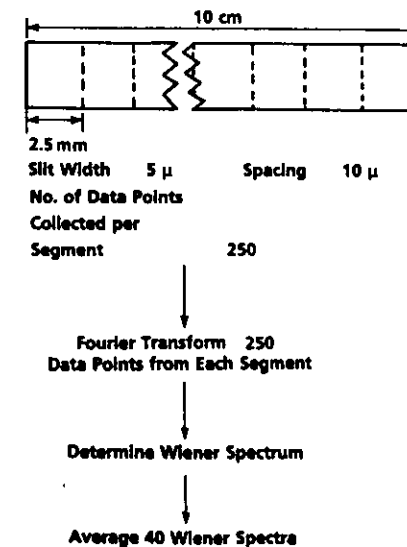 10 cm
2.5 mm
Slit Width 5 μ Spacing 10 μ
No. of Data Points
Collected per
Segment 250
Fourier Transform 250
Data Points from Each Segment
Determine Wiener Spectrum
Average 40 Wiener Spectra